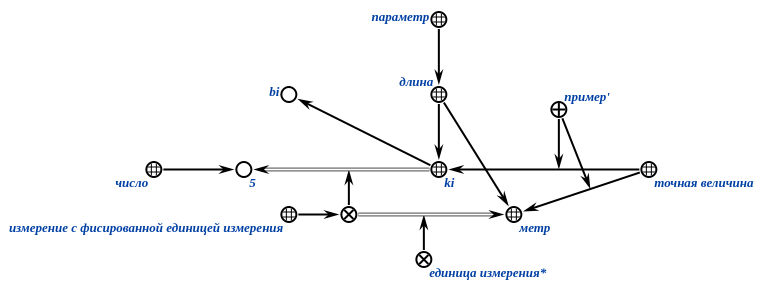 параметр
длина
bi
пример'
число
5
ki
точная величина
измерение с фисированной единицей измерения
метр
единица измерения*